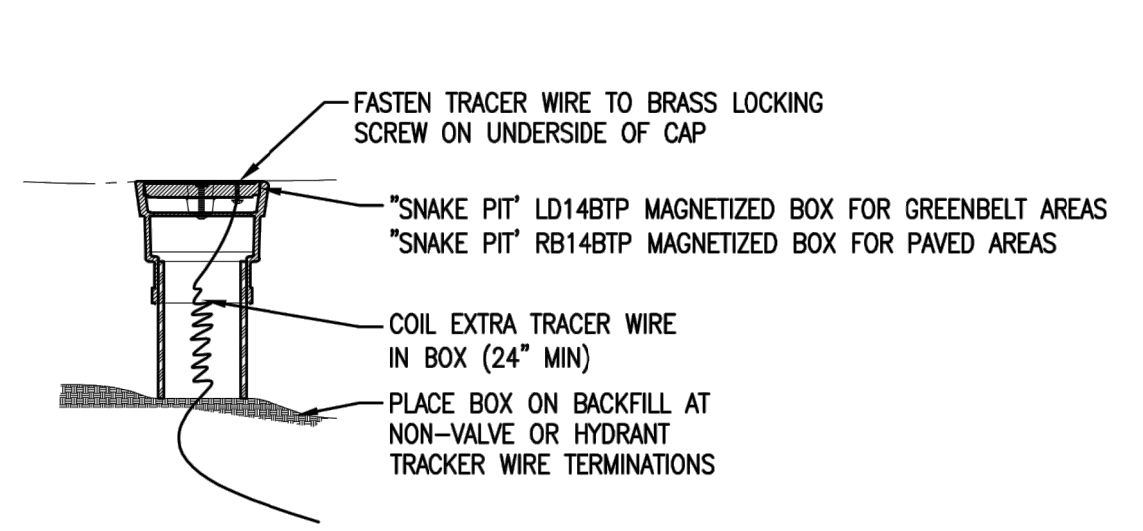 FASTEN TRACER WIRE TO BRASS LOCKING
SCREW ON UNDERSIDE OF CAP
"SNAKE PIT' LD14BTP MAGNETIZED BOX FOR GREENBELT AREAS
"SNAKE PIT' RB14BTP MAGNETIZED BOX FOR PAVED AREAS
COIL EXTRA TRACER WIRE
IN BOX (24" MIN)
PLACE BOX ON BACKFILL AT
NON-VALVE OR HYDRANT
TRACKER WIRE TERMINATIONS